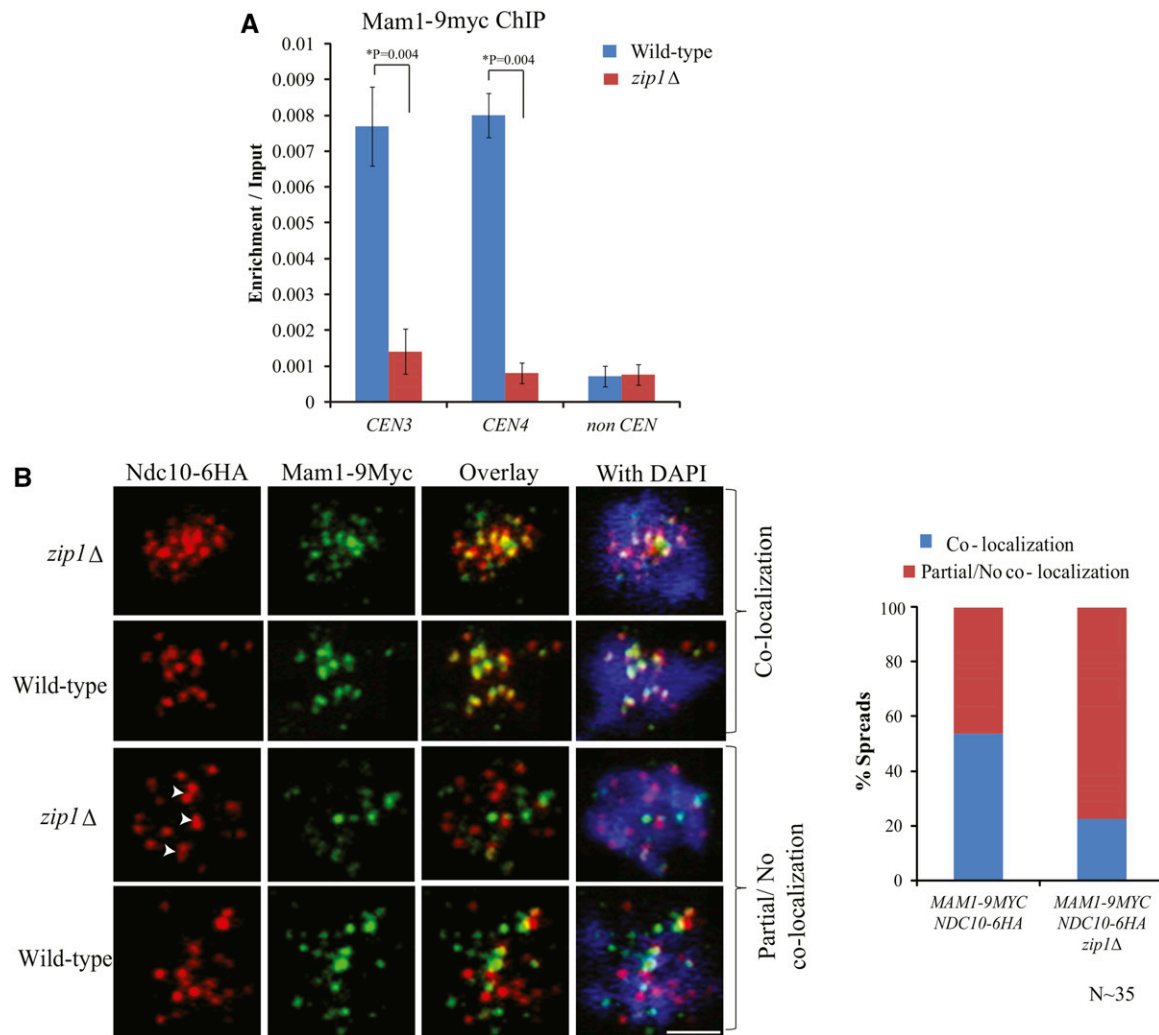 A
Mam1-9myc ChIP
Wild-type
zip1Δ
*P=0.004
*P=0.004
Enrichment / Input
0.01
0.009
0.008
0.007
0.006
0.005
0.004
0.003
0.002
0.001
0
CEN3
CEN4
non CEN
B
Ndc10-6HA
Mam1-9Myc
Overlay
With DAPI
zip1Δ
Wild-type
Co-localization
zip1Δ
Wild-type
Partial/ No
co-localization
Co - localization
Partial/No co - localization
% Spreads
100
80
60
40
20
0
MAM1-9MYC
NDC10-6HA
MAM1-9MYC
NDC10-6HA
zip1Δ
N~35